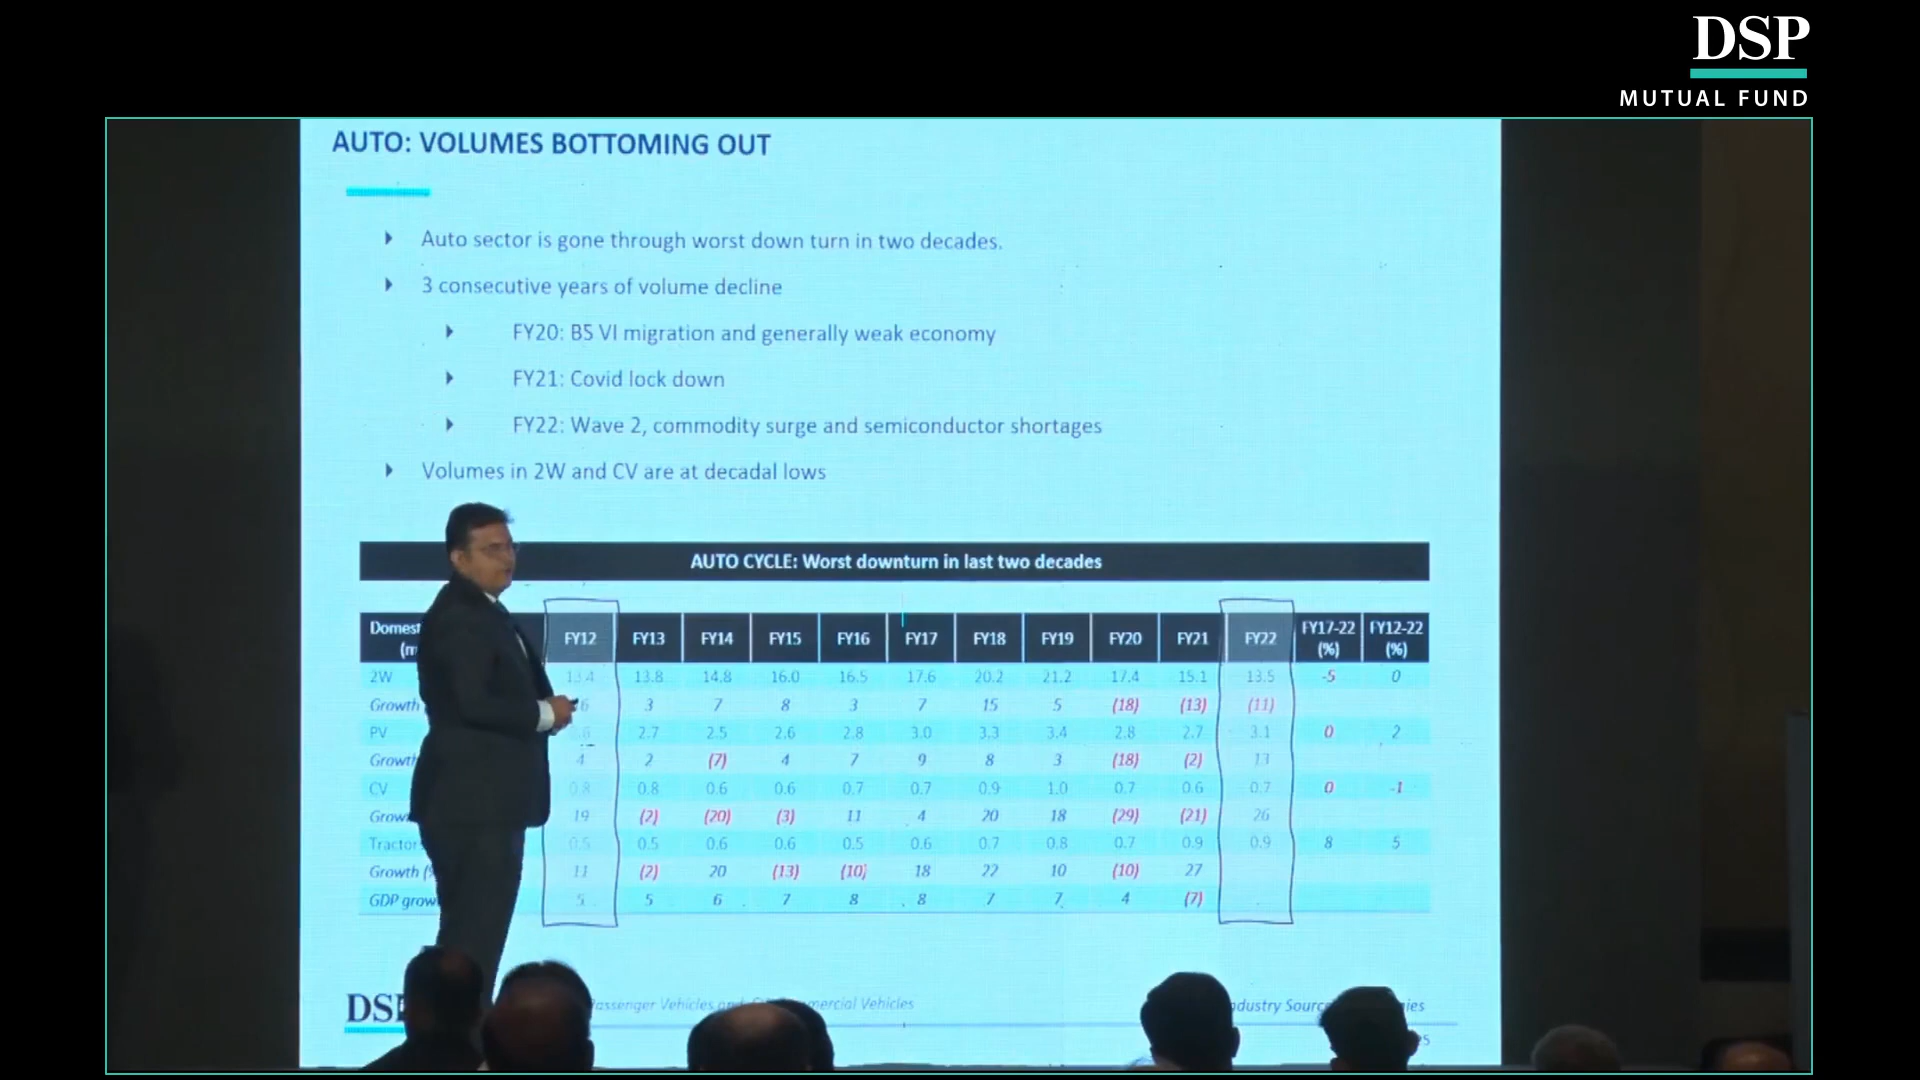 DSP
MUTUAL FUND
AUTO: VOLUMES BOTTOMING OUT
Auto sector is gone through worst down turn in two decades.
3 consecutive years of volume decline
FY20: BS VI migration and generally weak economy
FY21: Covid lock down
FY22: Wave 2, commodity surge and semiconductor shortages
Volumes in 2W and CV are at decadal lows
AUTO CYCLE: Worst downturn in last two decades
FY12 FY13 FY14 FY15 FY16 FY17 FY18 FY19 FY20 FY21 FY22 FY17-22 (%) FY12-22 (%)
2W 13.4 13.8 14.8 16.0 16.5 17.6 20.2 21.2 17.4 15.1 13.5 -5 0
Growth 3 7 8 3 7 15 5 (18) (13) (11)
PV 2.7 2.5 2.6 2.8 3.0 3.3 3.4 2.8 2.7 3.1 0 2
Growth 4 2 (7) 4 7 9 8 3 (18) (2) 13
CV 0.8 0.8 0.6 0.6 0.7 0.7 0.9 1.0 0.7 0.6 0.7 0 -1
19 (2) (20) (3) 11 4 20 18 (29) (21) 26
Tractor 0.5 0.5 0.6 0.6 0.5 0.6 0.7 0.8 0.7 0.9 0.9 8 5
Growth 11 (2) 20 (13) (10) 18 22 10 (10) 27
GDP 5 5 6 7 8 8 7 7 4 (7)
Passenger Vehicles and Vehicles